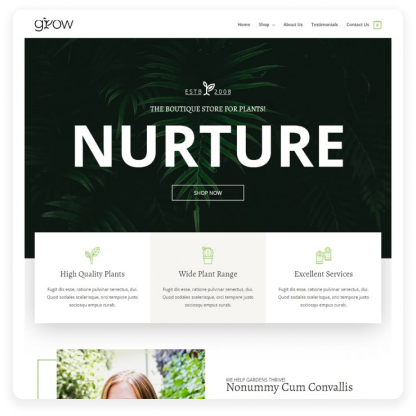 grow
Home Shop About Us Testimonials Contact Us 0
ESTB 2008
THE BOUTIQUE STORE FOR PLANTS!
NURTURE
SHOP NOW
High Quality Plants
Fugit dis esse, ratione pulvinar senectus, dui.
Quod sodales scelerisque, orci tempore justo
sociosqu empus curab.
Wide Plant Range
Fugit dis esse, ratione pulvinar senectus, dui.
Quod sodales scelerisque, orci tempore justo
sociosqu empus curab.
Excellent Services
Fugit dis esse, ratione pulvinar senectus, dui.
Quod sodales scelerisque, orci tempore justo
sociosqu empus curab.
WE HELP GARDENS THRIVE!
Nonummy Cum Convallis